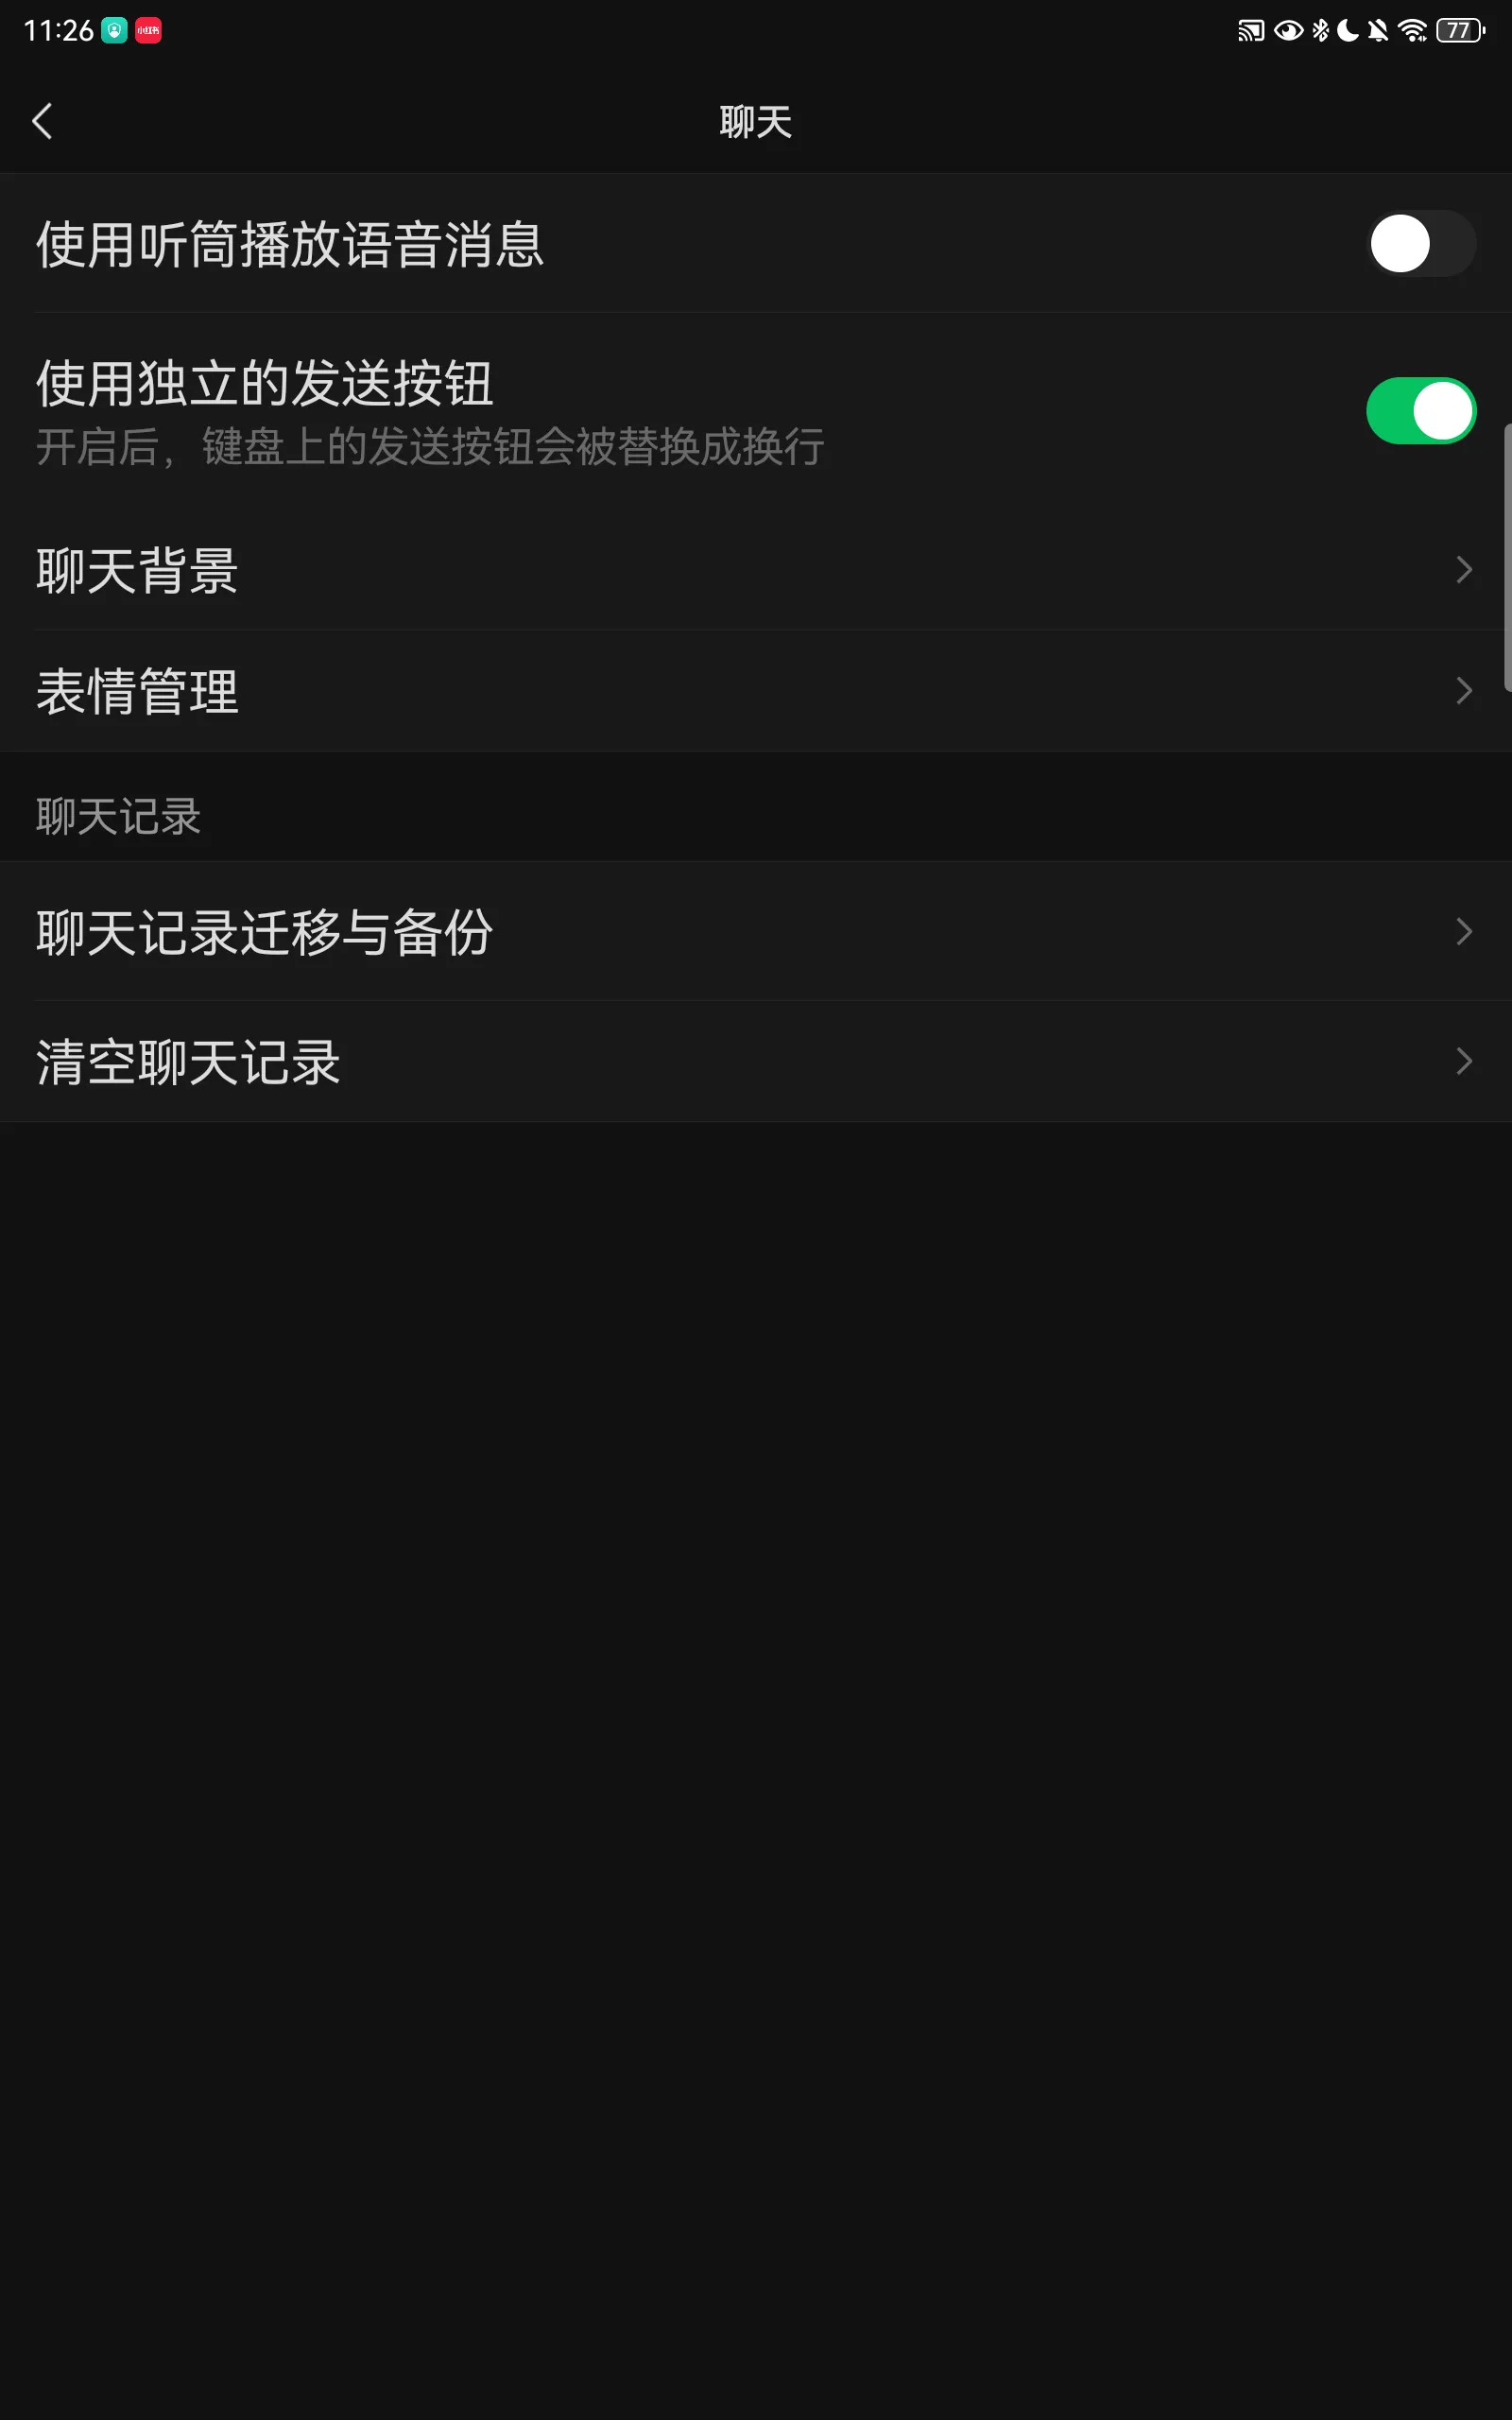 11:26 小红书 77
聊天
使用听筒播放语音消息
使用独立的发送按钮
开启后，键盘上的发送按钮会被替换成换行
聊天背景
表情管理
聊天记录
聊天记录迁移与备份
清空聊天记录